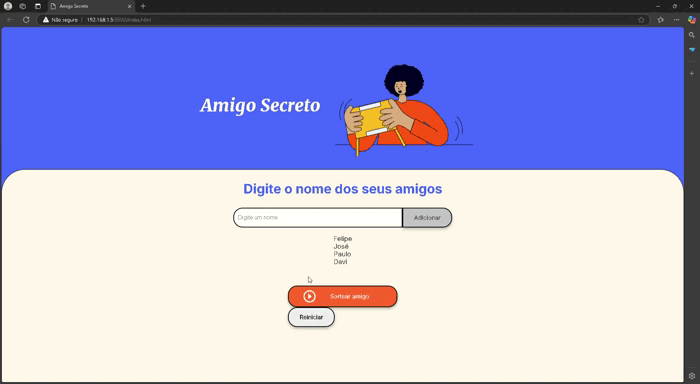 Amigo Secreto
Não seguro
192.168.1.5:5500/index.html
Amigo Secreto
Digite o nome dos seus amigos
Digite um nome
Adicionar
Felipe
José
Paulo
Davi
Sortear amigo
Reiniciar